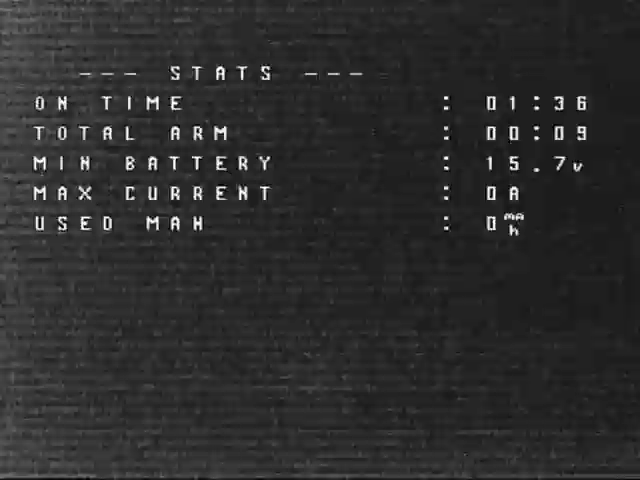 --- STATS ---
ON TIME : 01:36
TOTAL ARM : 00:09
MIN BATTERY : 15.7v
MAX CURRENT : 0A
USED MAH : 0mAh